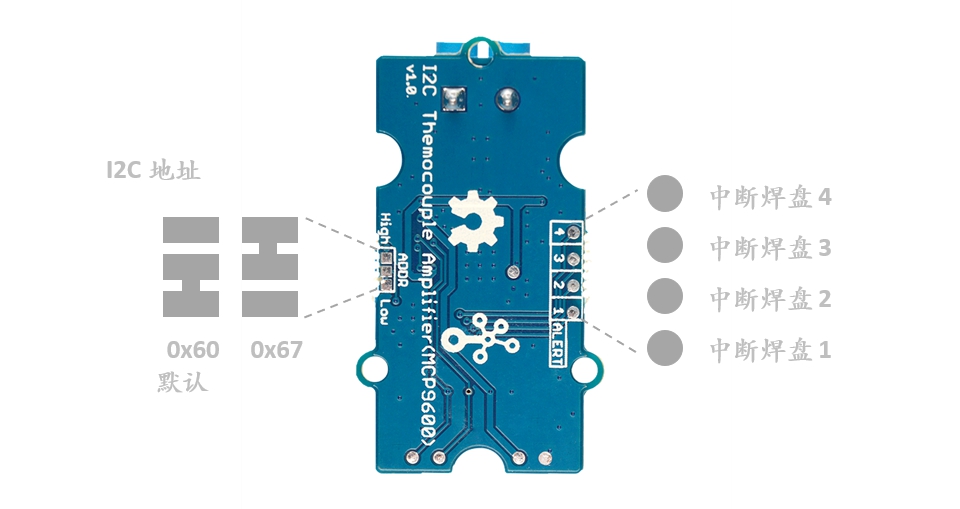 I2C Themocouple Amplifier(MCP9600)
v1.0
I2C 地址
High
ADDR
Low
0x60
0x67
默认
4
3
2
1
ALERT
中断焊盘 4
中断焊盘 3
中断焊盘 2
中断焊盘 1